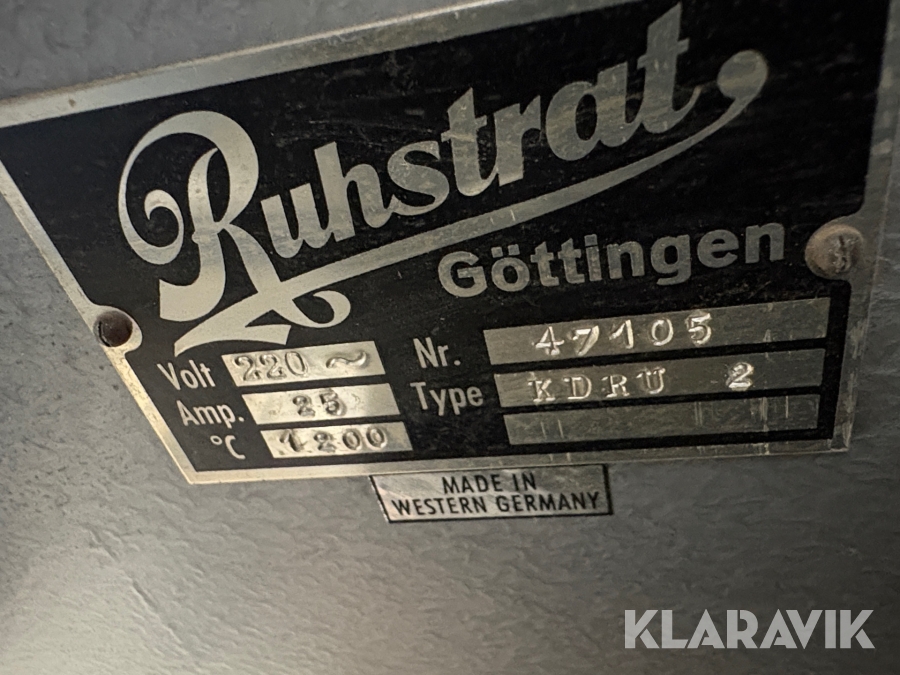 Ruhstrat
Göttingen
Volt 220 ~
Amp. 25
°C 1200
Nr. 47105
Type KDRU 2
MADE IN
WESTERN GERMANY
KLARAVIK